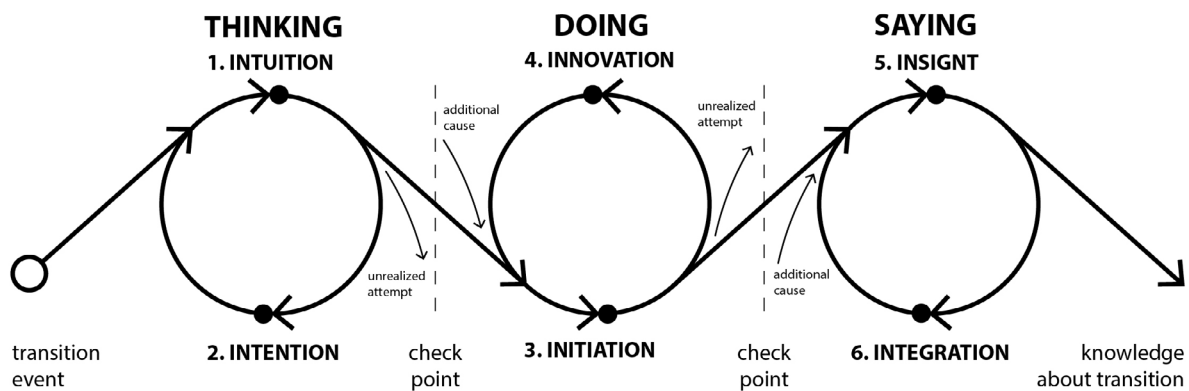 THINKING
DOING
SAYING
1. INTUITION
4. INNOVATION
5. INSIGNT
additional
cause
unrealized
attempt
unrealized
attempt
additional
cause
transition
event
2. INTENTION
check
point
3. INITIATION
check
point
6. INTEGRATION
knowledge
about transition